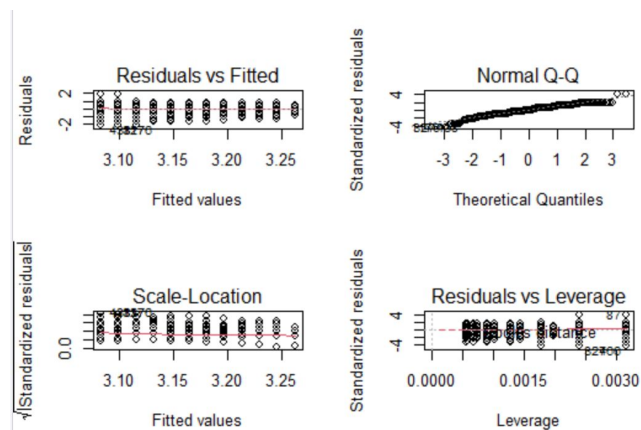 Residuals vs Fitted
Residuals
2
-2
3.10 3.15 3.20 3.25
Fitted values
Normal Q-Q
Standardized residuals
4
-4
-3 -2 -1 0 1 2 3
Theoretical Quantiles
Scale-Location
√|Standardized residuals|
0.0
3.10 3.15 3.20 3.25
Fitted values
Residuals vs Leverage
Standardized residuals
4
-4
87
distance
0.0000 0.0015 0.0030
Leverage